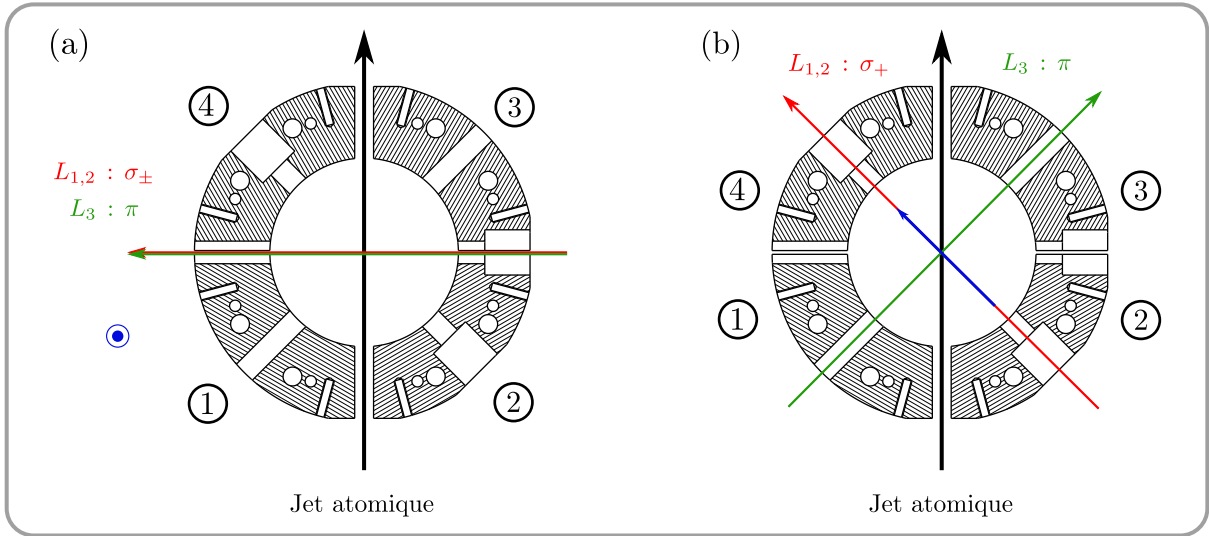 (a)
④
③
L₁,₂ : σ±
L₃ : π
①
②
Jet atomique
(b)
L₁,₂ : σ₊
L₃ : π
④
③
①
②
Jet atomique